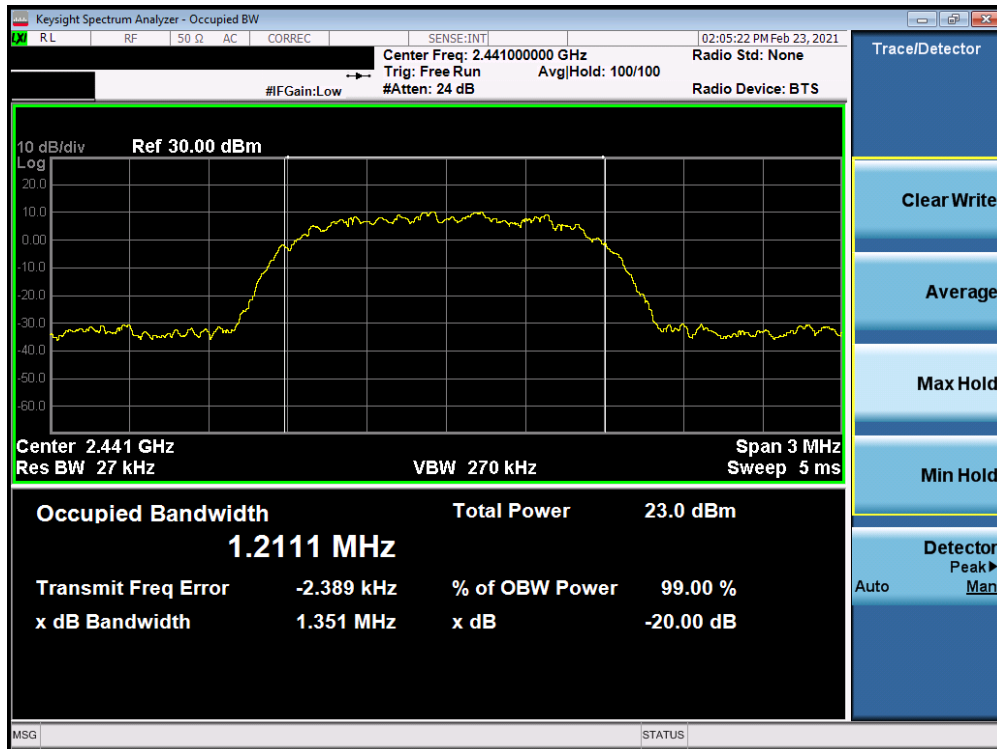 Keysight Spectrum Analyzer - Occupied BW
LXI RL RF 50 Ω AC CORREC SENSE:INT 02:05:22 PM Feb 23, 2021
Center Freq: 2.441000000 GHz Radio Std: None
Trig: Free Run Avg|Hold: 100/100
#IFGain:Low #Atten: 24 dB Radio Device: BTS
Trace/Detector
10 dB/div Ref 30.00 dBm
Log
20.0
10.0
0.00
-10.0
-20.0
-30.0
-40.0
-50.0
-60.0
Center 2.441 GHz Span 3 MHz
Res BW 27 kHz VBW 270 kHz Sweep 5 ms
Occupied Bandwidth Total Power 23.0 dBm
1.2111 MHz
Transmit Freq Error -2.389 kHz % of OBW Power 99.00 %
x dB Bandwidth 1.351 MHz x dB -20.00 dB
Clear Write
Average
Max Hold
Min Hold
Detector
Peak▶
Auto Man
MSG STATUS